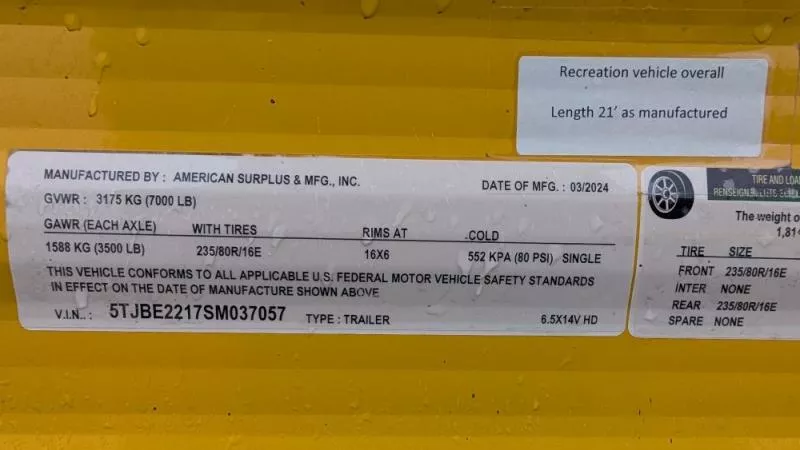 Recreation vehicle overall
Length 21' as manufactured
MANUFACTURED BY : AMERICAN SURPLUS & MFG., INC.
DATE OF MFG. : 03/2024
GVWR : 3175 KG (7000 LB)
GAWR (EACH AXLE) WITH TIRES RIMS AT .COLD
1588 KG (3500 LB) 235/80R/16E 16X6 552 KPA (80 PSI) SINGLE
THIS VEHICLE CONFORMS TO ALL APPLICABLE U.S. FEDERAL MOTOR VEHICLE SAFETY STANDARDS
IN EFFECT ON THE DATE OF MANUFACTURE SHOWN ABOVE
V.I.N.. : 5TJBE2217SM037057 TYPE : TRAILER 6.5X14V HD
TIRE AND LOA
The weight o
1,81
TIRE SIZE
FRONT 235/80R/16E
INTER NONE
REAR 235/80R/16E
SPARE NONE